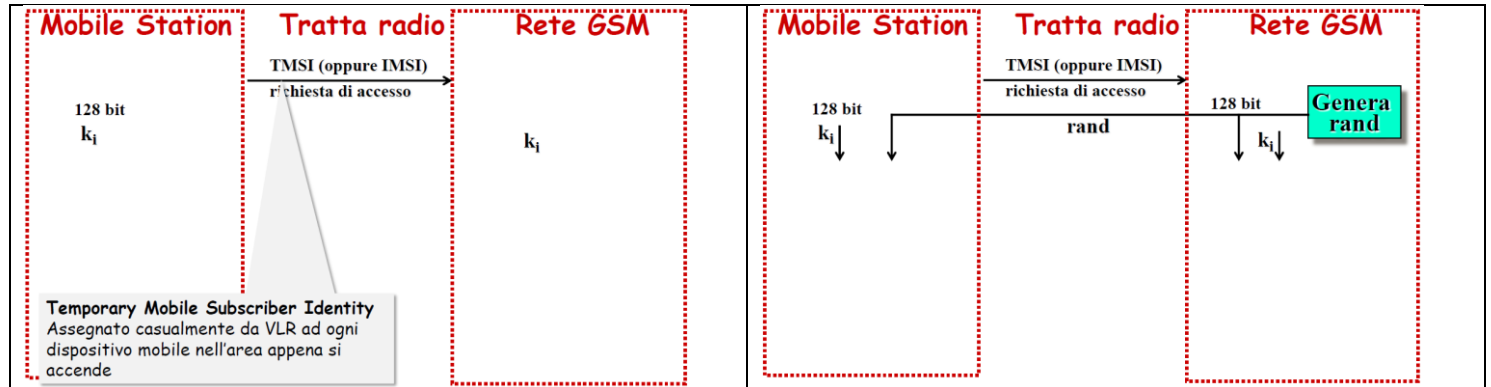 Mobile Station Tratta radio Rete GSM
TMSI (oppure IMSI)
richiesta di accesso
128 bit
ki
ki
Temporary Mobile Subscriber Identity
Assegnato casualmente da VLR ad ogni
dispositivo mobile nell'area appena si
accende
Mobile Station Tratta radio Rete GSM
TMSI (oppure IMSI)
richiesta di accesso
128 bit
ki
rand
128 bit
ki
Genera
rand